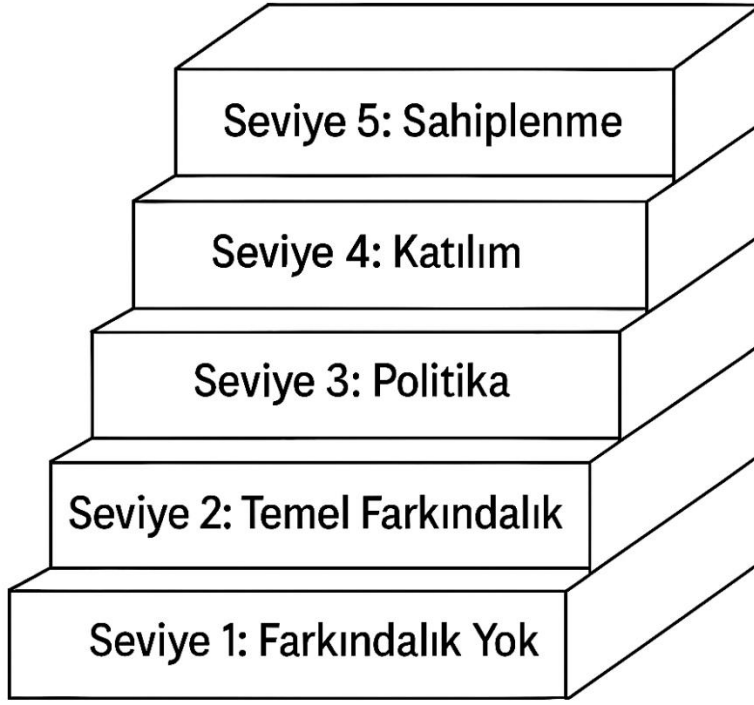 Seviye 5: Sahiplenme
Seviye 4: Katılım
Seviye 3: Politika
Seviye 2: Temel Farkındalık
Seviye 1: Farkındalık Yok